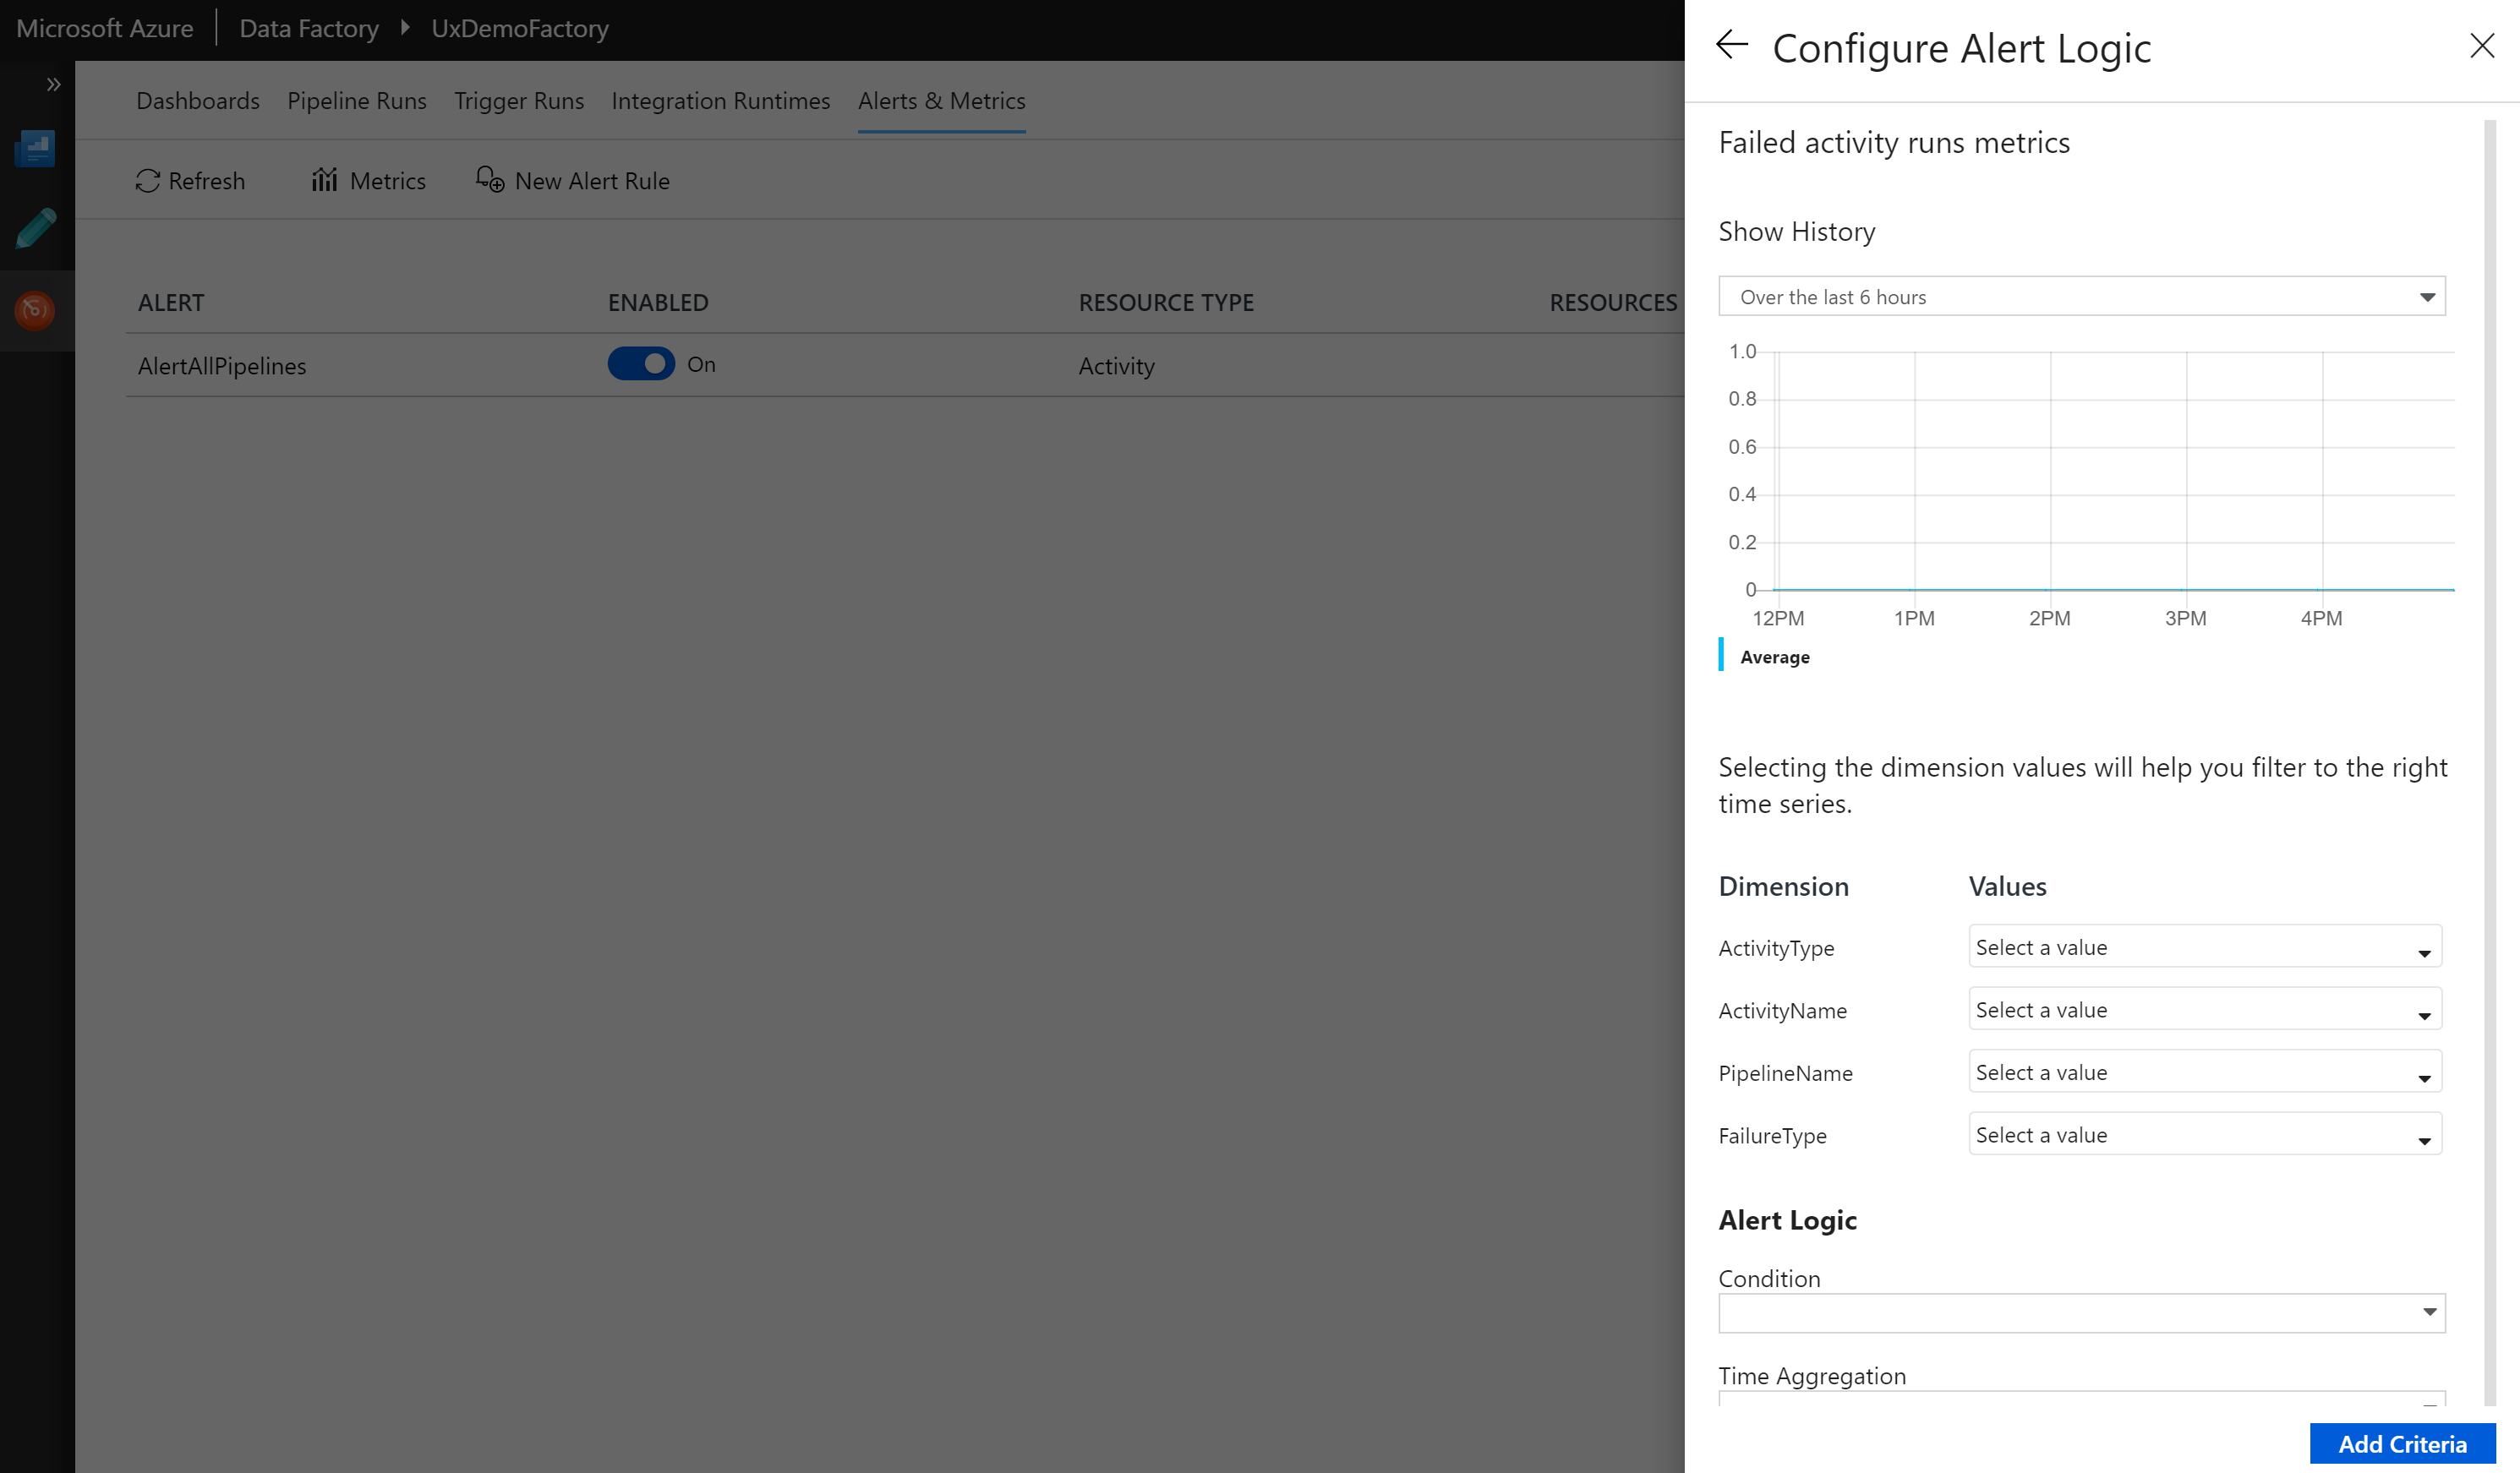 Microsoft Azure
Data Factory
UxDemoFactory
Dashboards
Pipeline Runs
Trigger Runs
Integration Runtimes
Alerts & Metrics
Refresh
Metrics
New Alert Rule
ALERT
ENABLED
RESOURCE TYPE
RESOURCES
AlertAllPipelines
On
Activity
Configure Alert Logic
Failed activity runs metrics
Show History
Over the last 6 hours
1.0
0.8
0.6
0.4
0.2
0
12PM
1PM
2PM
3PM
4PM
Average
Selecting the dimension values will help you filter to the right
time series.
Dimension
Values
ActivityType
Select a value
ActivityName
Select a value
PipelineName
Select a value
FailureType
Select a value
Alert Logic
Condition
Time Aggregation
Add Criteria